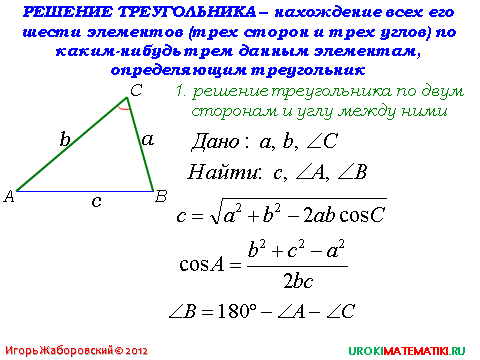 РЕШЕНИЕ ТРЕУГОЛЬНИКА – нахождение всех его
шести элементов (трех сторон и трех углов) по
каким-нибудь трем данным элементам,
определяющим треугольник
C
1. решение треугольника по двум
сторонам и углу между ними
b
a
A
B
c
Дано : a, b, ∠C
Найти: c, ∠A, ∠B
c = √(a² + b² – 2ab cosC)
cosA = (b² + c² – a²) / 2bc
∠B = 180° – ∠A – ∠C
Игорь Жаборовский © 2012
UROKIMATEMATIKI.RU